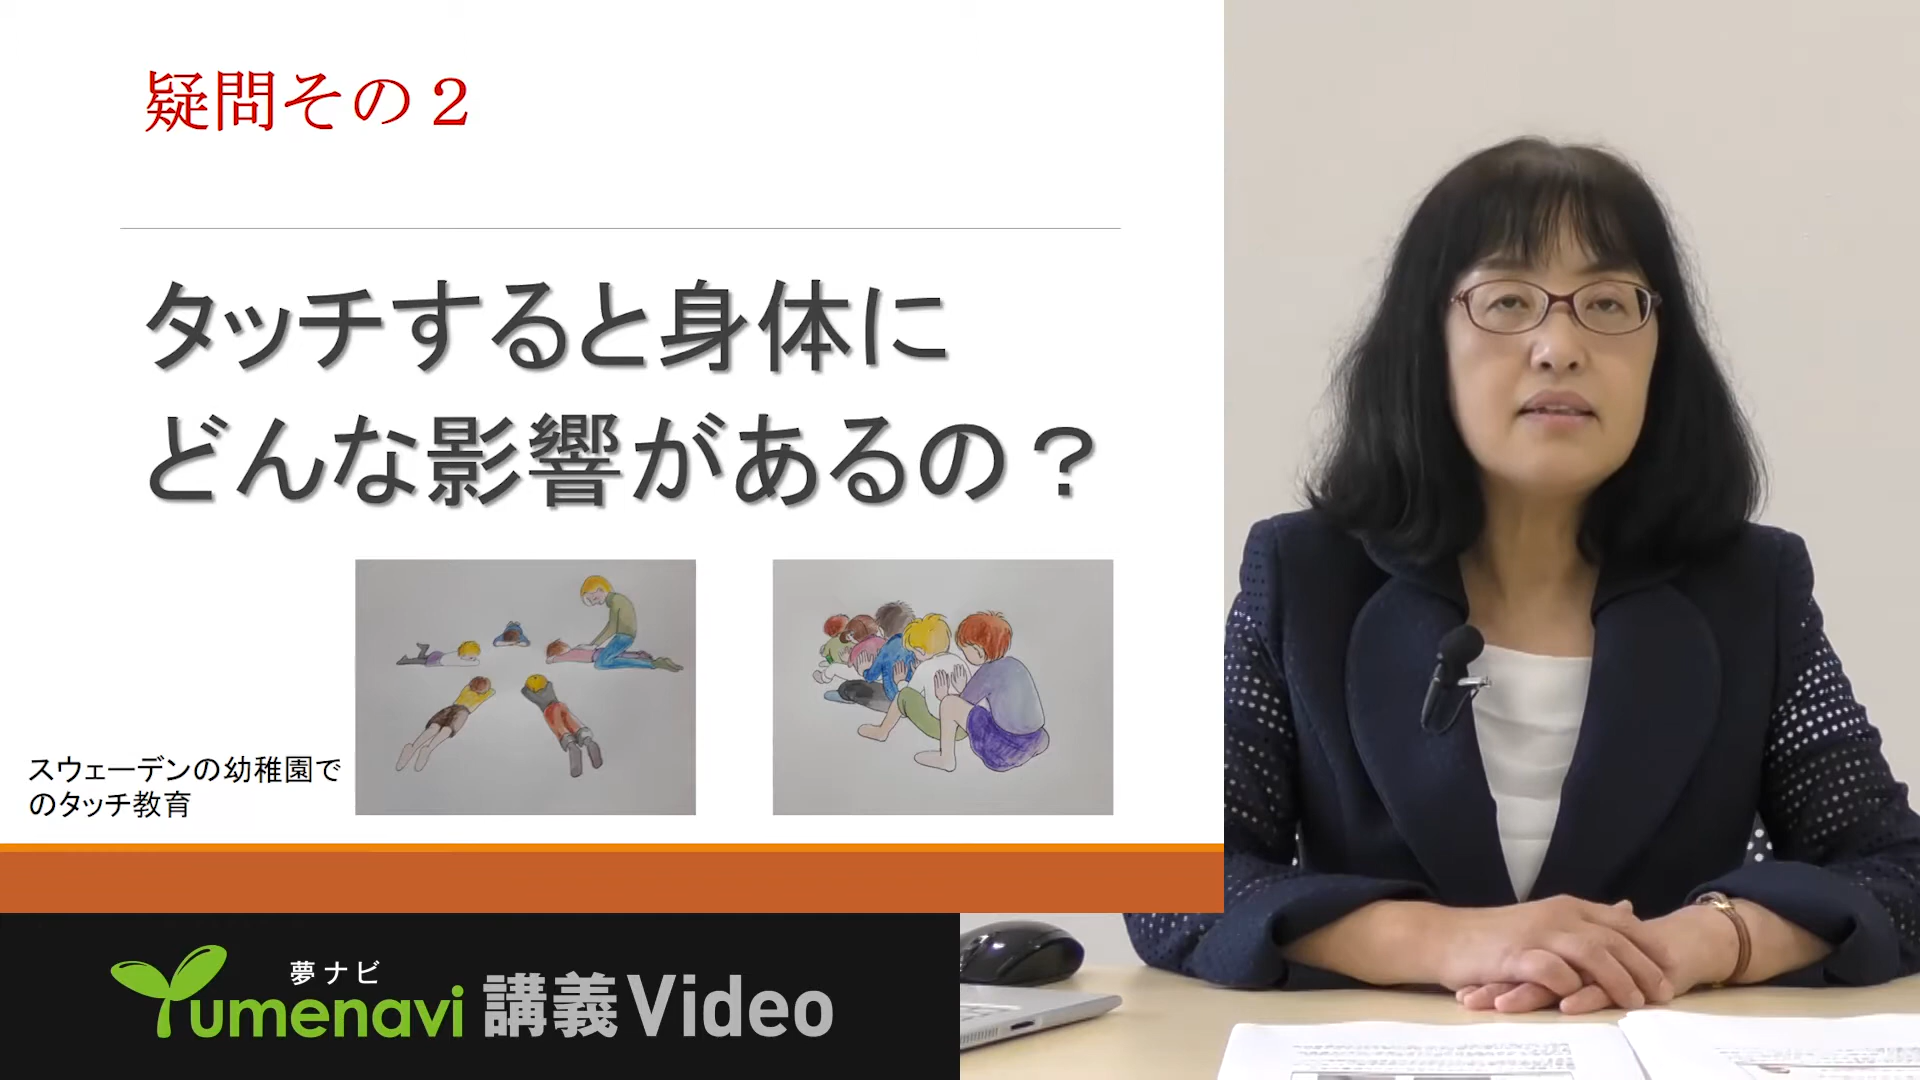 疑問その２
タッチすると身体に
どんな影響があるの？
スウェーデンの幼稚園で
のタッチ教育
夢ナビ
Yumenavi 講義Video